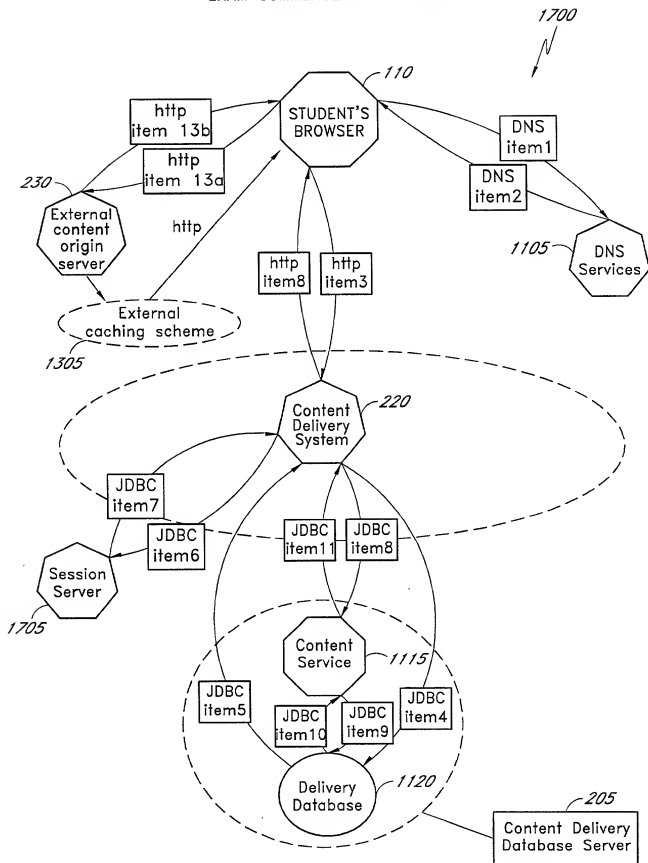 1700
110
http
item 13b
STUDENT'S
BROWSER
DNS
item1
http
item 13a
DNS
item2
230
External
content
origin
server
http
1105
DNS
Services
http
item8
http
item3
External
caching scheme
1305
220
Content
Delivery
System
JDBC
item7
JDBC
item6
JDBC
item11
JDBC
item8
Session
Server
1705
Content
Service
1115
JDBC
item5
JDBC
item10
JDBC
item9
JDBC
item4
Delivery
Database
1120
205
Content Delivery
Database Server